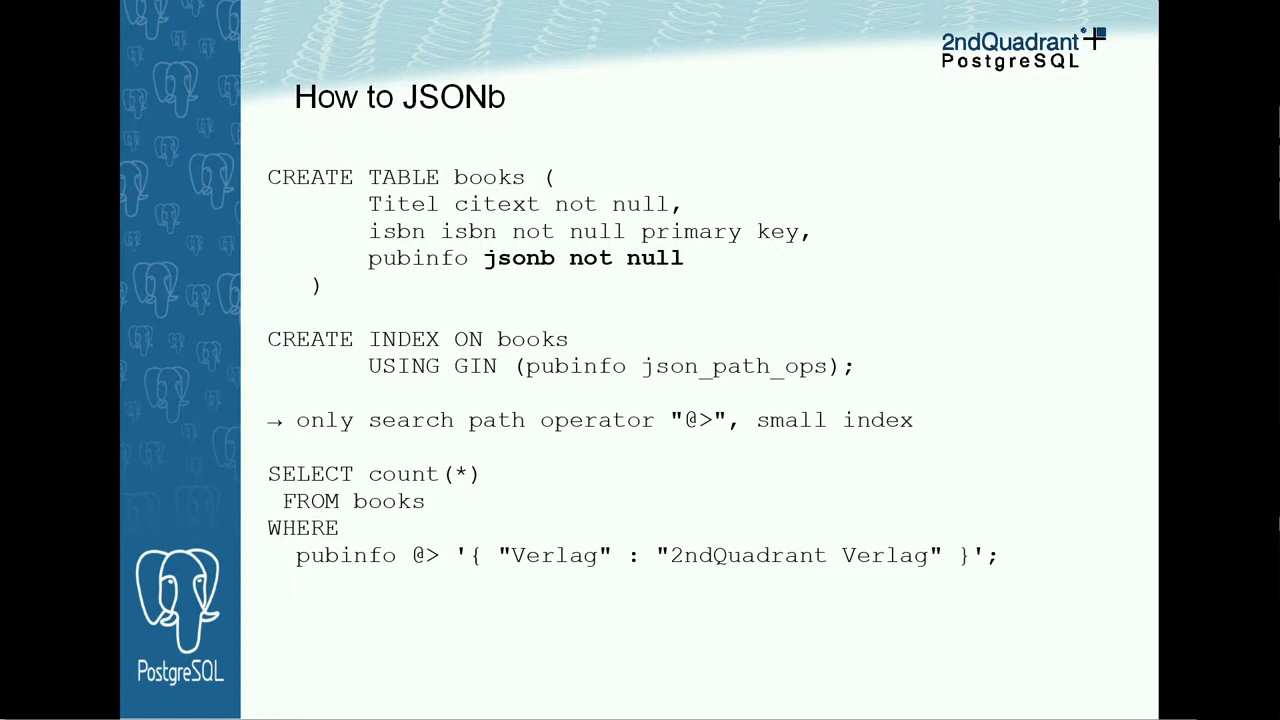 2ndQuadrant
PostgreSQL
How to JSONb
CREATE TABLE books (
Titel citext not null,
isbn isbn not null primary key,
pubinfo jsonb not null
)
CREATE INDEX ON books
USING GIN (pubinfo json_path_ops);
→ only search path operator "@>", small index
SELECT count(*)
FROM books
WHERE
pubinfo @> '{ "Verlag" : "2ndQuadrant Verlag" }';
PostgreSQL